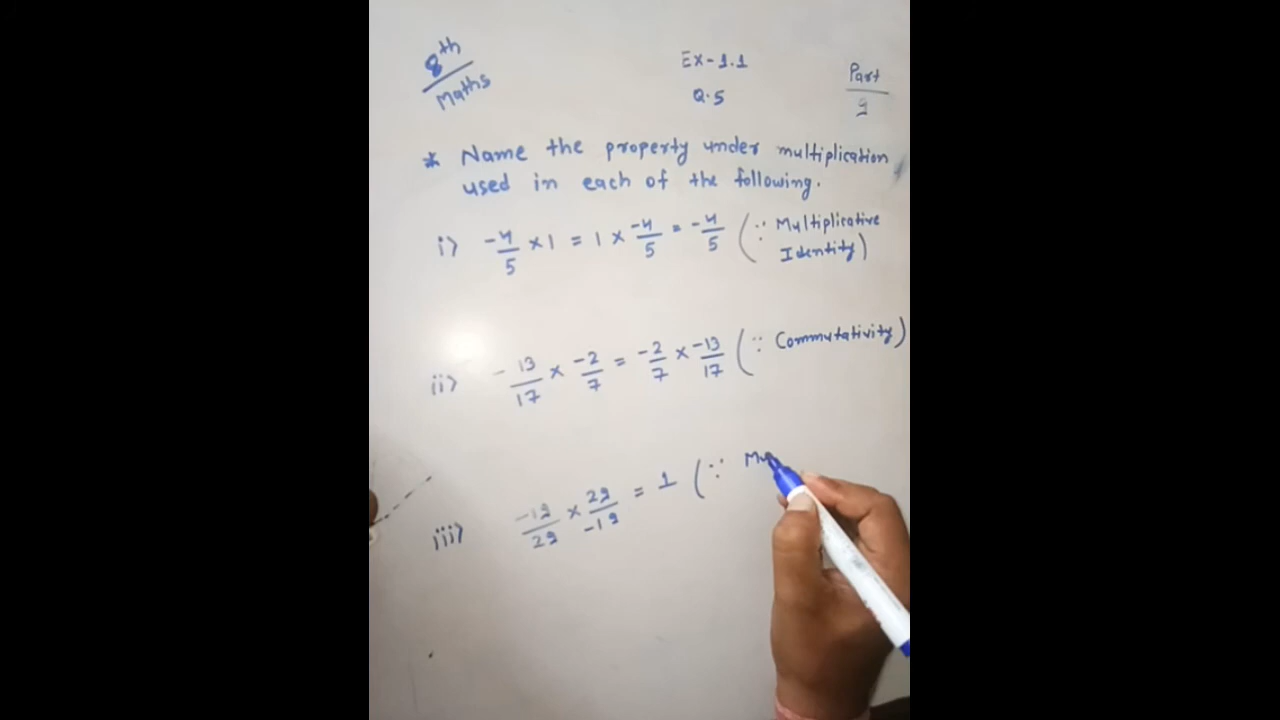 8th
Maths
Ex-1.1
Q.5
Part
9
* Name the property under multiplication
used in each of the following.
i) -4/5 × 1 = 1 × -4/5 = -4/5 (∵ Multiplicative
Identity)
ii) -13/17 × -2/7 = -2/7 × -13/17 (∵ Commutativity)
iii) -19/29 × 29/-19 = 1 (∵